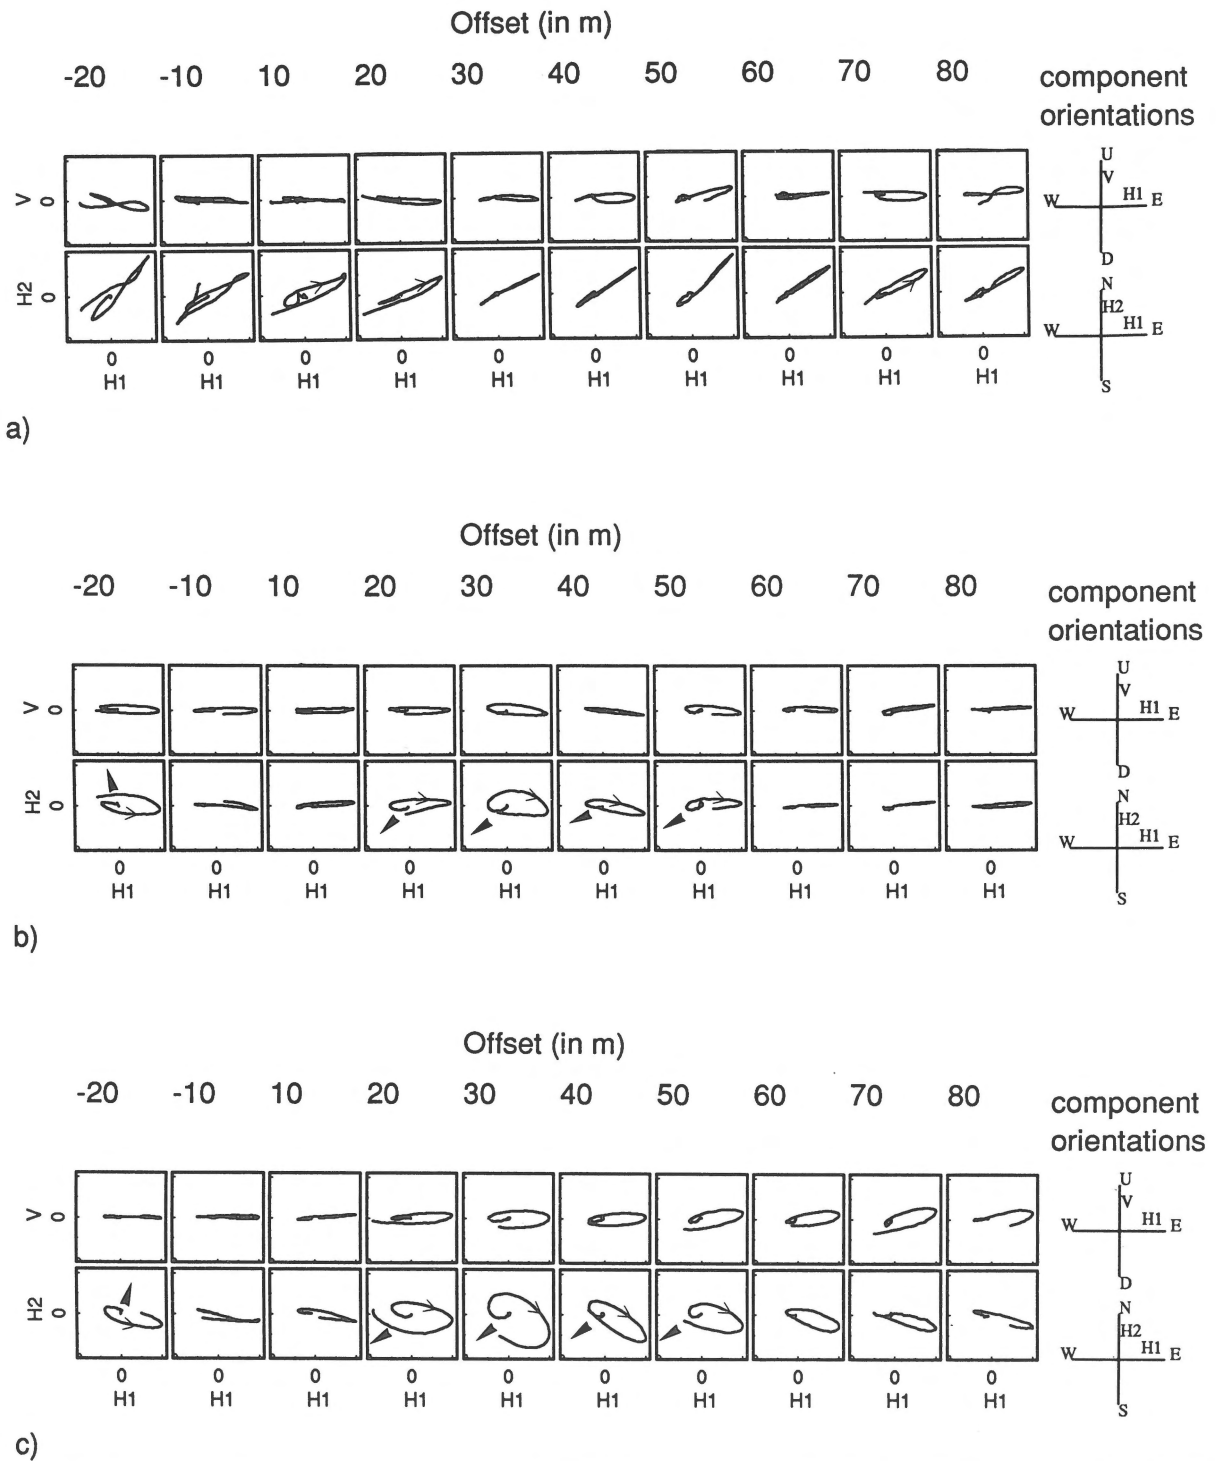 Offset (in m)
-20 -10 10 20 30 40 50 60 70 80 component
orientations
V 0
U
V
W H1 E
D
H2 0
N
H2
W H1 E
S
0 0 0 0 0 0 0 0 0 0
H1 H1 H1 H1 H1 H1 H1 H1 H1 H1
a)
Offset (in m)
-20 -10 10 20 30 40 50 60 70 80 component
orientations
V 0
U
V
W H1 E
D
H2 0
N
H2
W H1 E
S
0 0 0 0 0 0 0 0 0 0
H1 H1 H1 H1 H1 H1 H1 H1 H1 H1
b)
Offset (in m)
-20 -10 10 20 30 40 50 60 70 80 component
orientations
V 0
U
V
W H1 E
D
H2 0
N
H2
W H1 E
S
0 0 0 0 0 0 0 0 0 0
H1 H1 H1 H1 H1 H1 H1 H1 H1 H1
c)